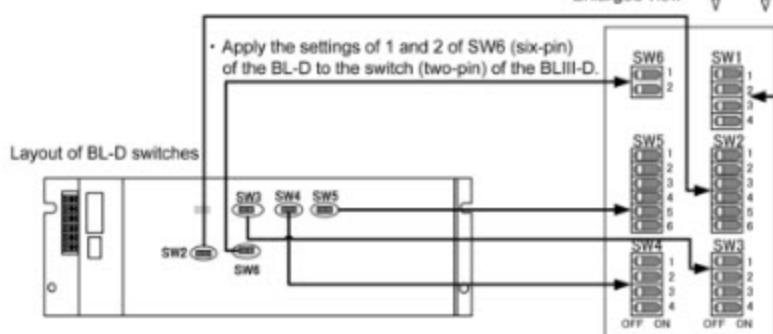 · Apply the settings of 1 and 2 of SW6 (six-pin)
of the BL-D to the switch (two-pin) of the BLIII-D.
Layout of BL-D switches
SW3 SW4 SW5
SW2
SW6
SW6
1
2
SW1
1
2
3
4
SW5
1
2
3
4
5
6
SW2
1
2
3
4
5
6
SW4
1
2
3
4
OFF ON
SW3
1
2
3
4
OFF ON